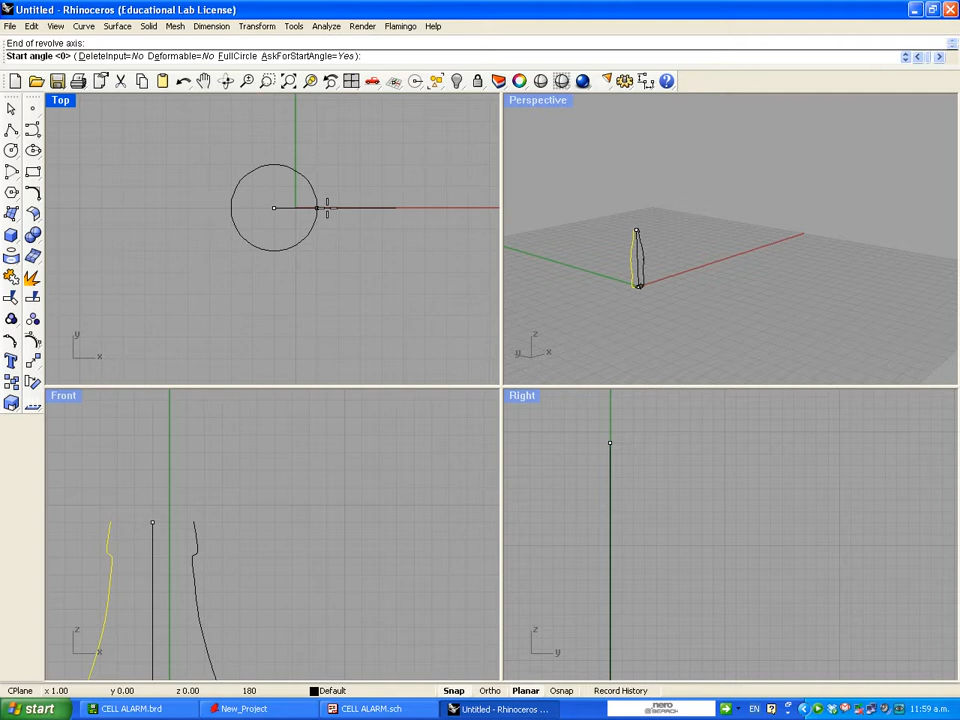 Untitled - Rhinoceros (Educational Lab License)
File Edit View Curve Surface Solid Mesh Dimension Transform Tools Analyze Render Flamingo Help
End of revolve axis:
Start angle <0> ( DeleteInput=No Deformable=No FullCircle AskForStartAngle=Yes):
Top
Perspective
y
x
z
y
x
Front
Right
z
x
z
y
CPlane x 1.00 y 0.00 z 0.00 180 Default Snap Ortho Planar Osnap Record History
start CELL ALARM.brd New_Project CELL ALARM.sch Untitled - Rhinoceros ... nero SEARCH EN 11:59 a.m.